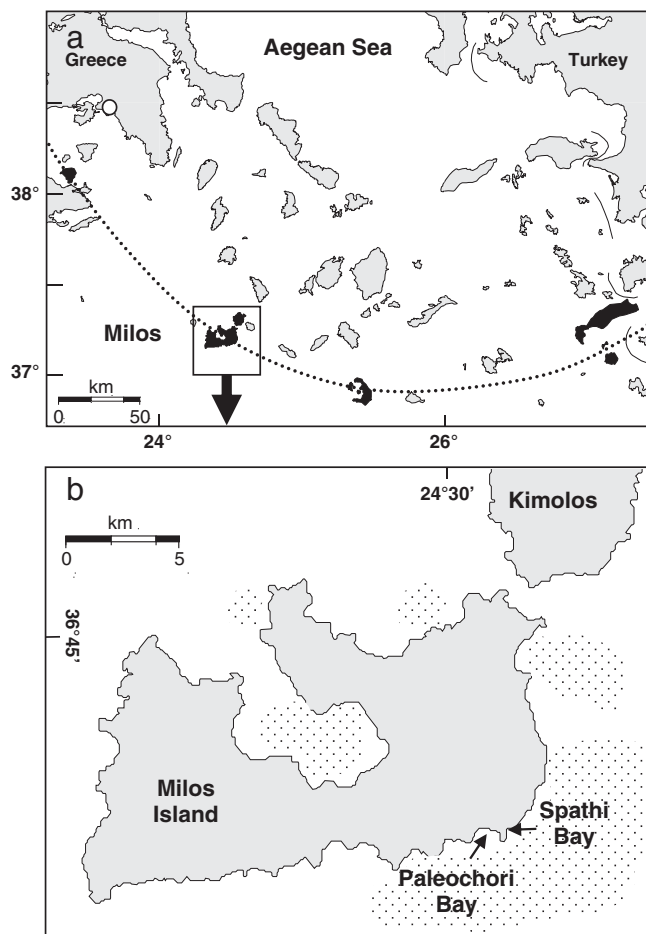 a
Aegean Sea
Greece
Turkey
38°
Milos
37°
km
0 50
24° 26°
b
24°30'
Kimolos
km
0 5
36°45'
Milos
Island
Spathi
Bay
Paleochori
Bay